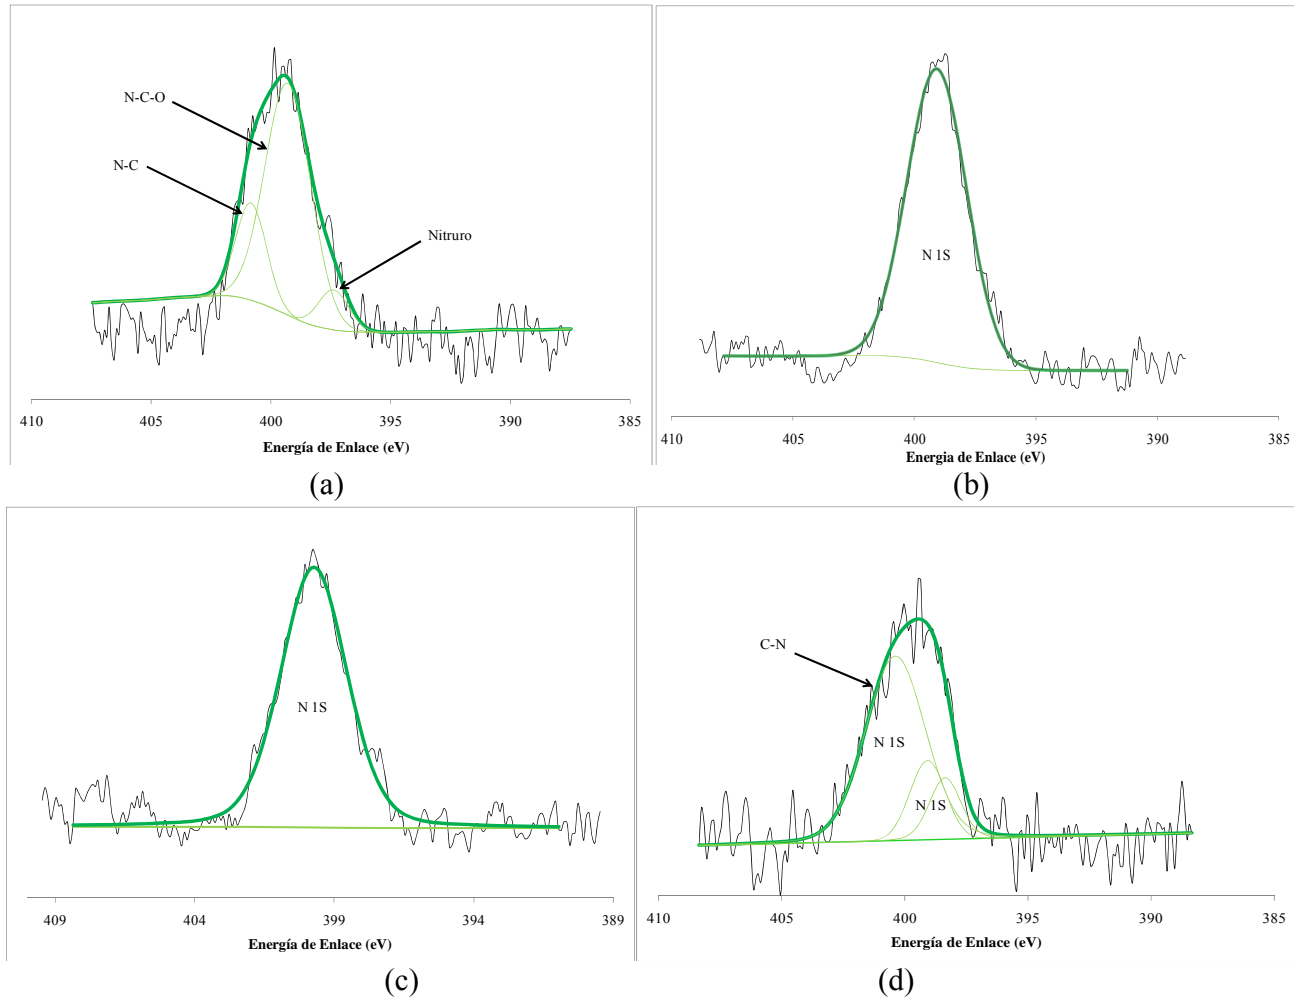 N-C-O
N-C
Nitruro
410 405 400 395 390 385
Energía de Enlace (eV)
(a)
N 1S
410 405 400 395 390 385
Energia de Enlace (eV)
(b)
N 1S
409 404 399 394 389
Energía de Enlace (eV)
(c)
C-N
N 1S
N 1S
410 405 400 395 390 385
Energía de Enlace (eV)
(d)